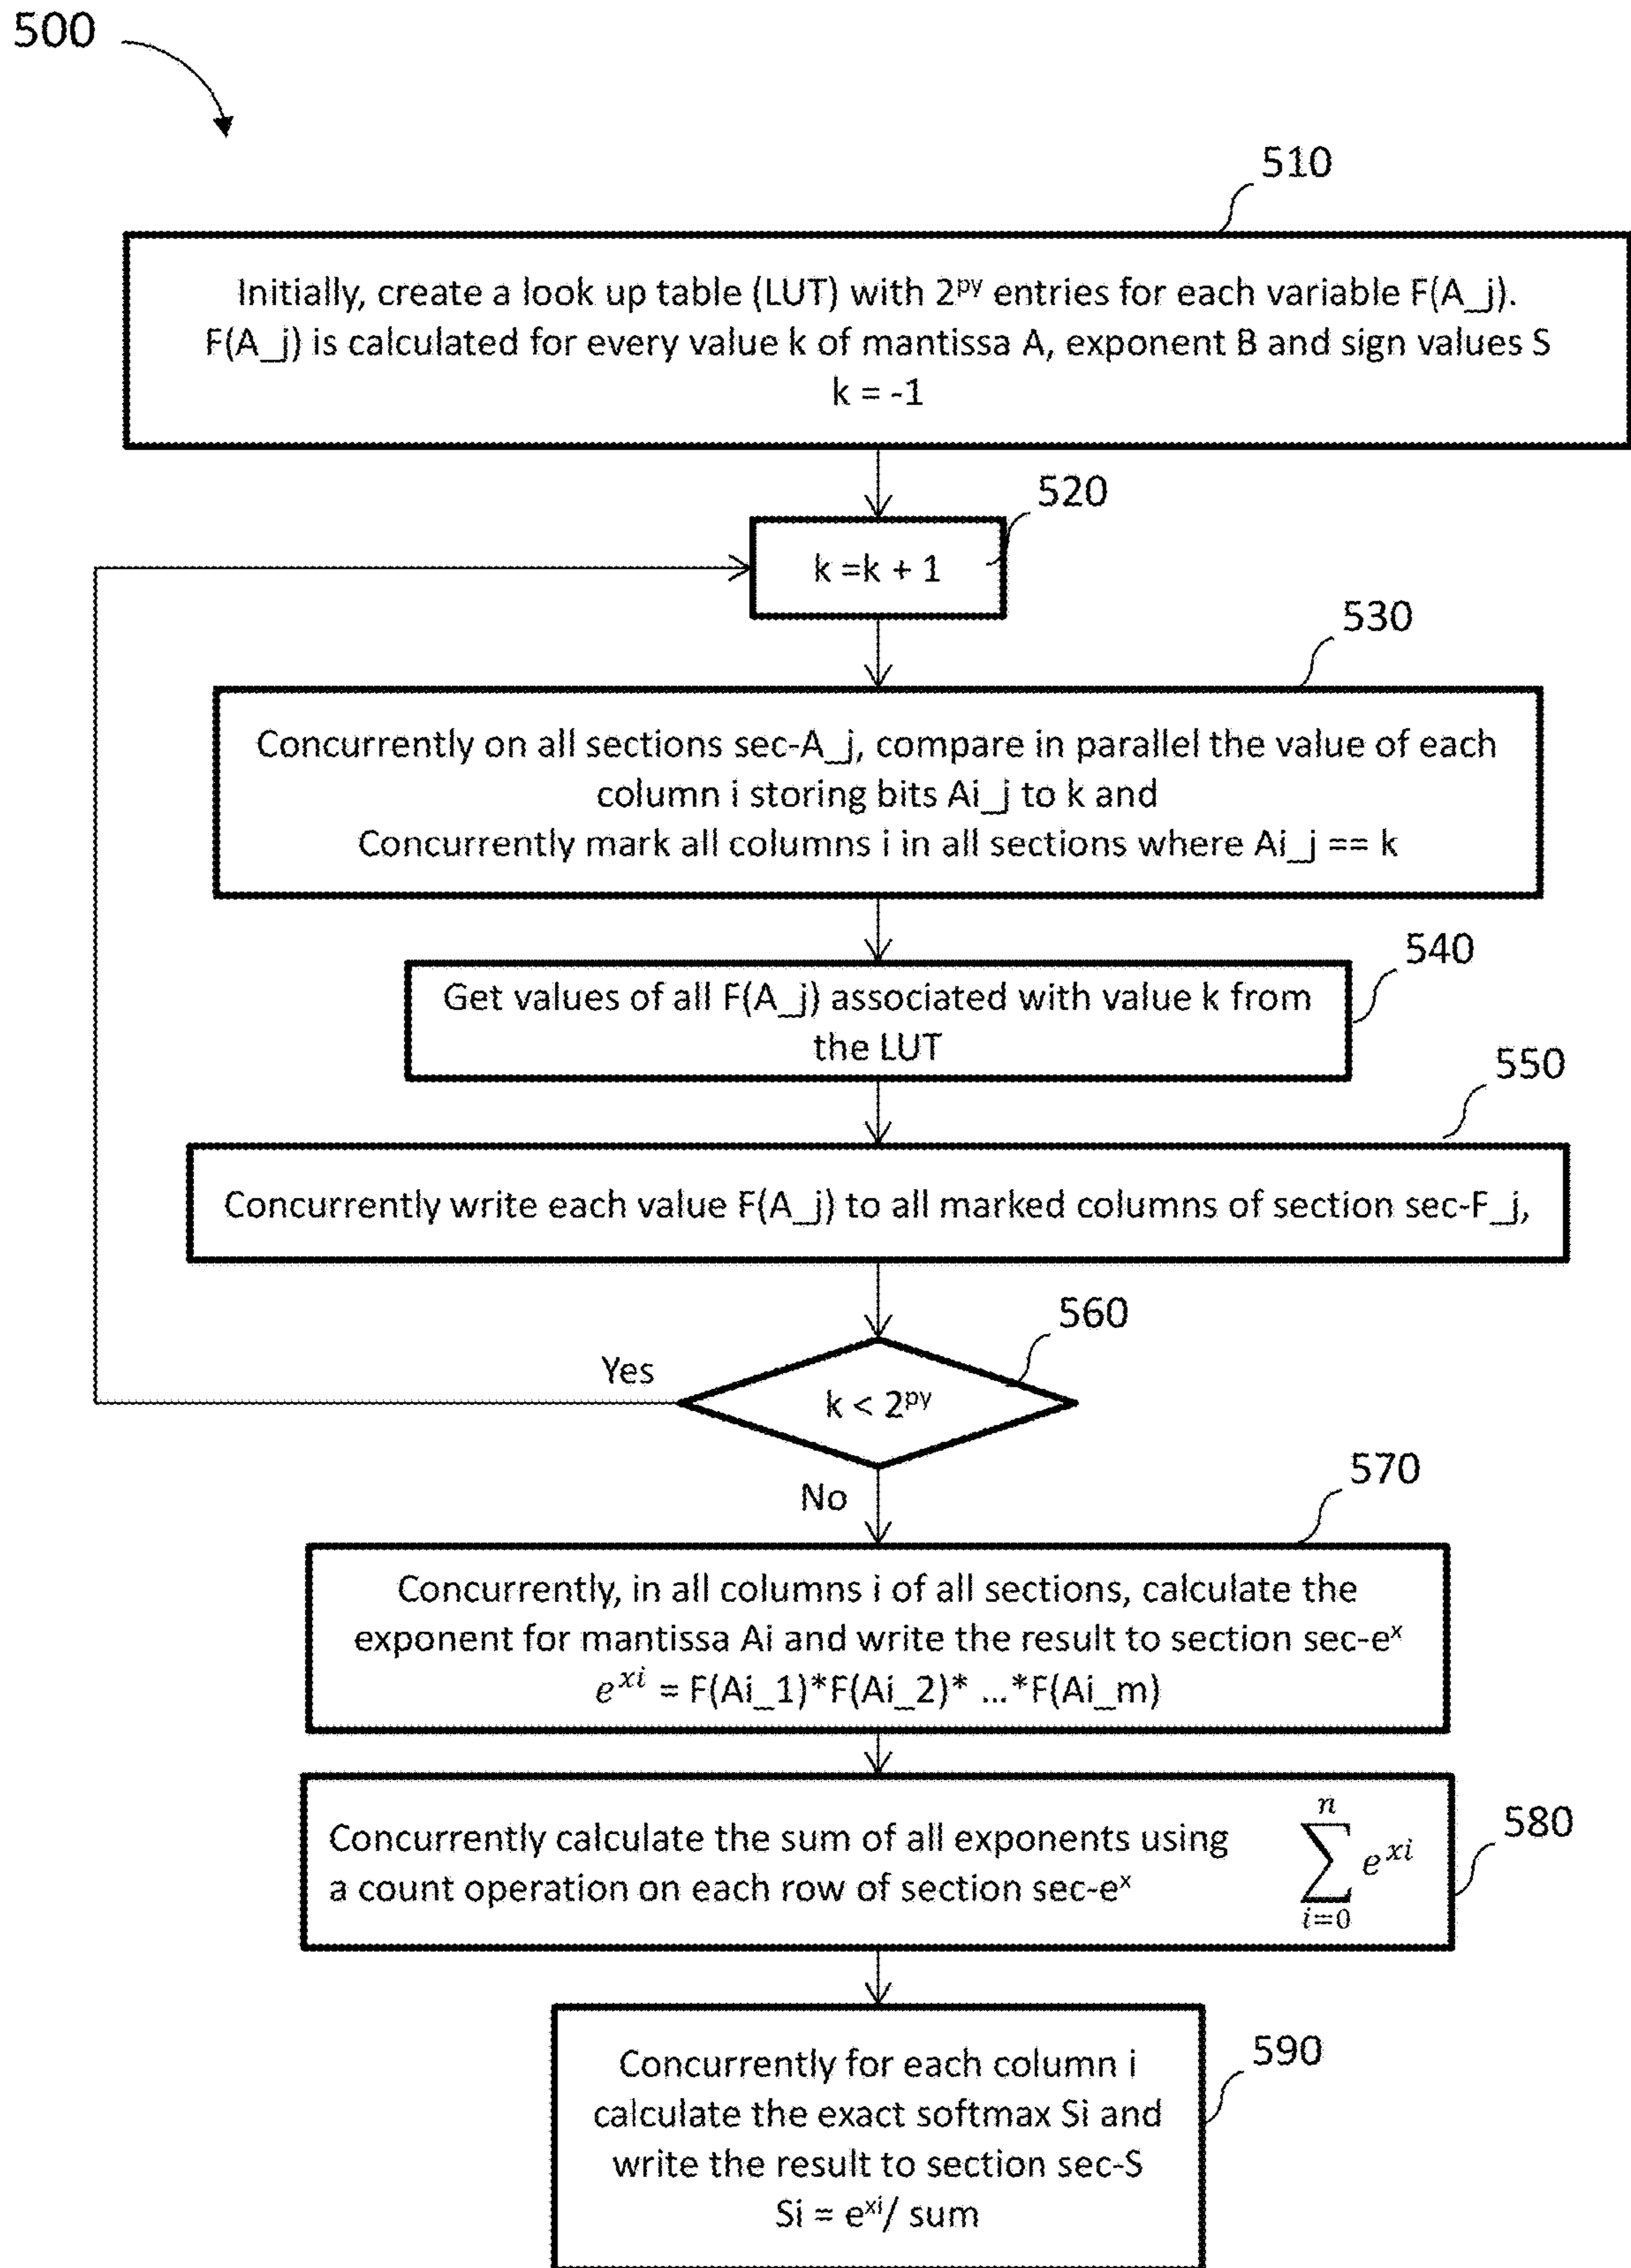 500
510
Initially, create a look up table (LUT) with 2^py entries for each variable F(A_j).
F(A_j) is calculated for every value k of mantissa A, exponent B and sign values S
k = -1
520
k =k + 1
530
Concurrently on all sections sec-A_j, compare in parallel the value of each
column i storing bits Ai_j to k and
Concurrently mark all columns i in all sections where Ai_j == k
540
Get values of all F(A_j) associated with value k from
the LUT
550
Concurrently write each value F(A_j) to all marked columns of section sec-F_j,
560
Yes
k < 2^py
No
570
Concurrently, in all columns i of all sections, calculate the
exponent for mantissa Ai and write the result to section sec-e^x
e^xi = F(Ai_1)*F(Ai_2)* ...*F(Ai_m)
580
Concurrently calculate the sum of all exponents using
a count operation on each row of section sec-e^x
n
∑ e^xi
i=0
590
Concurrently for each column i
calculate the exact softmax Si and
write the result to section sec-S
Si = e^xi/ sum